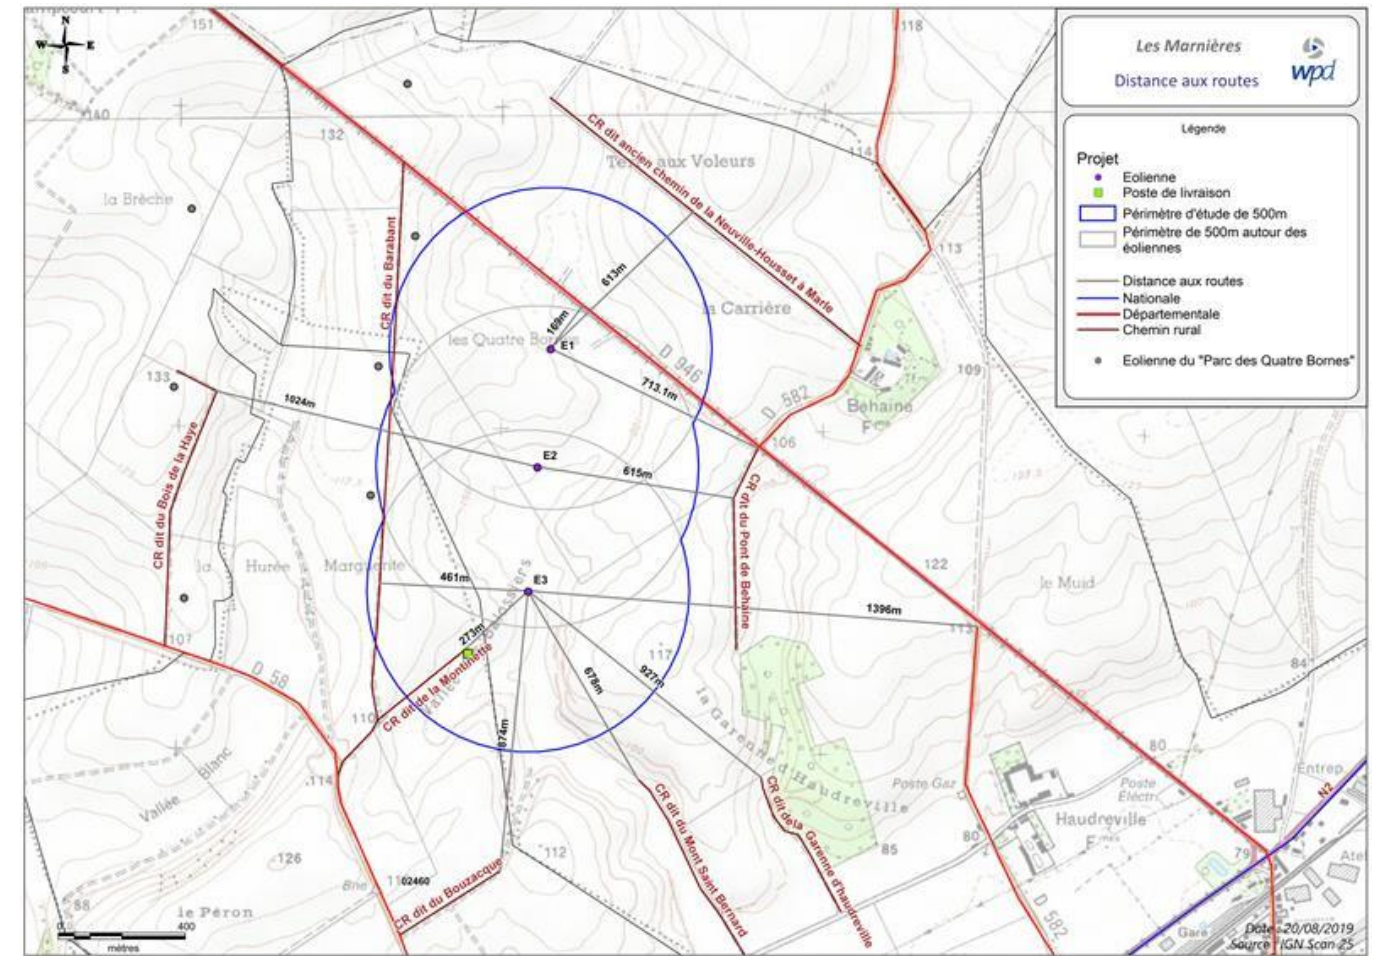 151
N
W E
S
118
Les Marnières
Distance aux routes
wpd
Légende
Projet
Eolienne
Poste de livraison
Périmètre d'étude de 500m
Périmètre de 500m autour des
éoliennes
Distance aux routes
Nationale
Départementale
Chemin rural
Eolienne du "Parc des Quatre Bornes"
140
132
CR dit ancien chemin de la Neuville-Housset à Marle
aux Voleurs
114
la Brèche
CR dit du Barabant
113
613m
169m
la Carrière
les Quatre Bornes
E1
D 946
713.1m
109
133
1024m
D 582
Behaine
106
E2
615m
CR dit du Bois de la Haye
CR dit du Pont de Behaine
la Hurée Marguerite
461m
E3
122
le Muid
1396m
113
107
273m
CR dit de la Montinette
117
678m
927m
84
D 58
la Garenne d'Haudreville
110
874m
80
114
Vallée Blanc
CR dit du Mont Saint Bernard
CR dit de la Garenne d'haudreville
Poste Gaz
Poste
Électr
Entrep
N2
Haudreville
80
126
112
85
79
CR dit du Bouzacque
02460
88
le Péron
D 582
0 400
mètres
Gare
Date : 20/08/2019
Source : IGN Scan 25